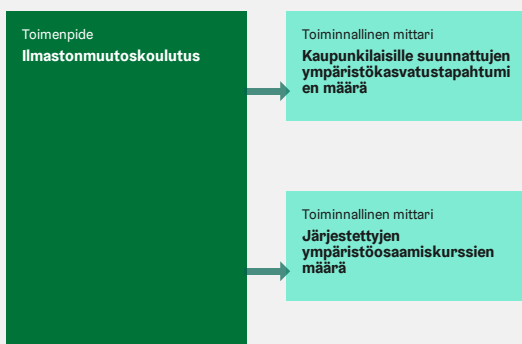 Toimenpide
Ilmastonmuutoskoulutus
Toiminnallinen mittari
Kaupunkilaisille suunnattujen
ympäristökasvatustapahtumi
en määrä
Toiminnallinen mittari
Järjestettyjen
ympäristöosaamiskurssien
määrä